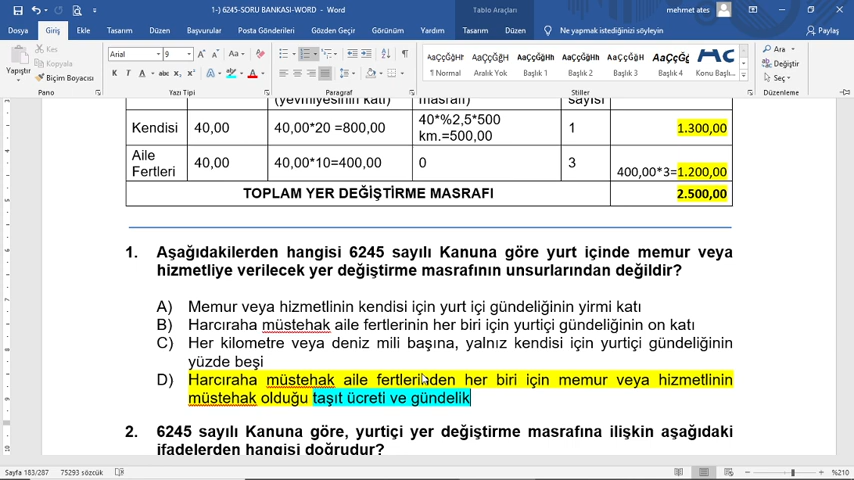 1-) 6245-SORU BANKASI-WORD - Word
Tablo Araçları
mehmet ates
Dosya Giriş Ekle Tasarım Düzen Başvurular Posta Gönderileri Gözden Geçir Görünüm Yardım Tasarım Düzen Ne yapmak istediğinizi söyleyin Paylaş
Yapıştır
Kes
Kopyala
Biçim Boyacısı
Arial 9
AaÇçĞğHr AaÇçĞğHr AaÇçĞğHh AaÇçĞğHh AaÇçĞğHh AaÇçĞğ
¶ Normal Aralık Yok Başlık 1 Başlık 2 Başlık 3 Başlık 4 Konu Başlı...
Ara
Değiştir
Seç
Pano Yazı Tipi Paragraf Stiller Düzenleme
(yevmiyesinin katı) masrafı) sayısı
Kendisi 40,00 40,00*20 =800,00 40*%2,5*500 km.=500,00 1 1.300,00
Aile Fertleri 40,00 40,00*10=400,00 0 3 400,00*3=1.200,00
TOPLAM YER DEĞİŞTİRME MASRAFI 2.500,00
1. Aşağıdakilerden hangisi 6245 sayılı Kanuna göre yurt içinde memur veya
hizmetliye verilecek yer değiştirme masrafının unsurlarından değildir?
A) Memur veya hizmetlinin kendisi için yurt içi gündeliğinin yirmi katı
B) Harcıraha müstehak aile fertlerinin her biri için yurtiçi gündeliğinin on katı
C) Her kilometre veya deniz mili başına, yalnız kendisi için yurtiçi gündeliğinin
yüzde beşi
D) Harcıraha müstehak aile fertlerinden her biri için memur veya hizmetlinin
müstehak olduğu taşıt ücreti ve gündelik
2. 6245 sayılı Kanuna göre, yurtiçi yer değiştirme masrafına ilişkin aşağıdaki
ifadelerden hangisi doğrudur?
Sayfa 183/287 75293 sözcük %210